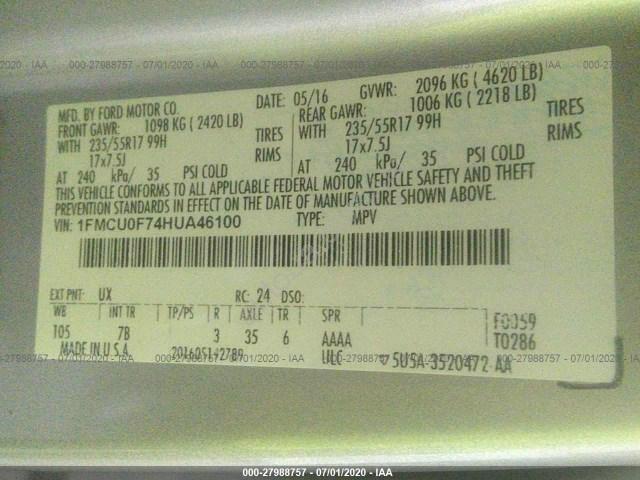 000-27988757 - 07/01/2020 - IAA
MFD. BY FORD MOTOR CO.
DATE: 05/16
GVWR: 2096 KG ( 4620 LB)
FRONT GAWR: 1098 KG ( 2420 LB)
REAR GAWR: 1006 KG ( 2218 LB)
WITH 235/55R17 99H TIRES
WITH 235/55R17 99H TIRES
17x7.5J RIMS
17x7.5J RIMS
AT 240 kPa/ 35 PSI COLD
AT 240 kPa/ 35 PSI COLD
THIS VEHICLE CONFORMS TO ALL APPLICABLE FEDERAL MOTOR VEHICLE SAFETY AND THEFT
PREVENTION STANDARDS IN EFFECT ON THE DATE OF MANUFACTURE SHOWN ABOVE.
VIN: 1FMCU0F74HUA46100
TYPE: MPV
EXT PNT: UX RC: 24 DSO:
WB INT TR TP/PS R AXLE TR SPR
105 7B 3 35 6 AAAA
F0059
T0286
MADE IN U.S.A. ULC 5U5A-3520472-AA
000-27988757 - 07/01/2020 - IAA
000-27988757 - 07/01/2020 - IAA